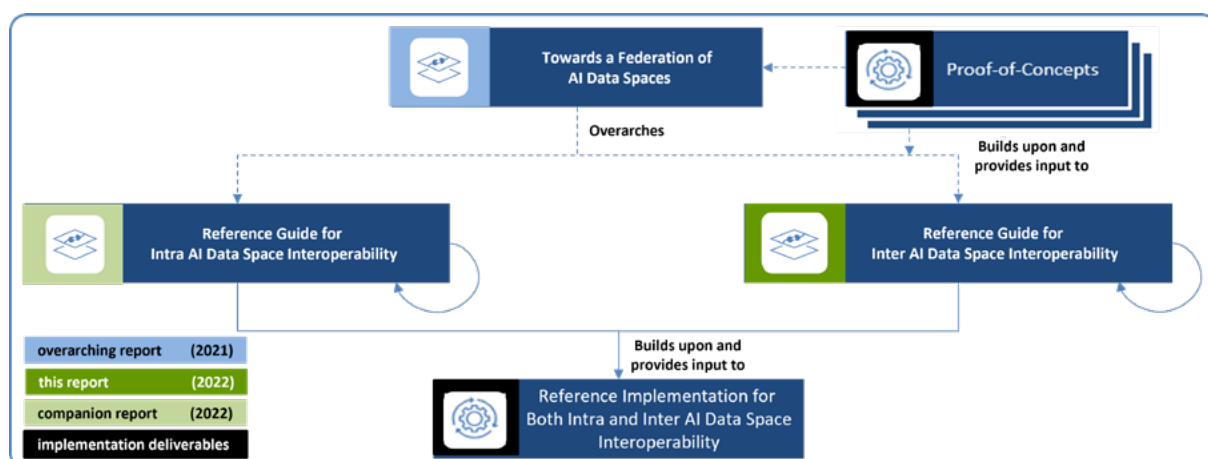 Towards a Federation of
AI Data Spaces
Proof-of-Concepts
Overarches
Builds upon and
provides input to
Reference Guide for
Intra AI Data Space Interoperability
Reference Guide for
Inter AI Data Space Interoperability
overarching report (2021)
this report (2022)
companion report (2022)
implementation deliverables
Builds upon and
provides input to
Reference Implementation for
Both Intra and Inter AI Data Space
Interoperability